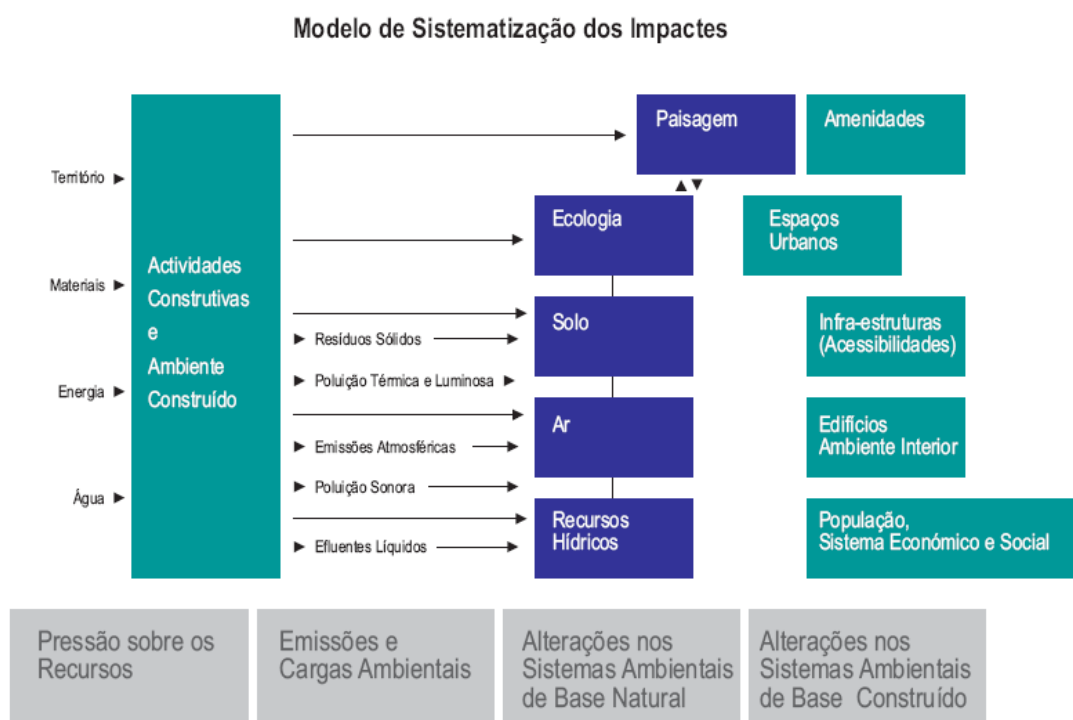 Modelo de Sistematização dos Impactes
Território
Materiais
Energia
Água
Actividades
Construtivas
e
Ambiente
Construído
Resíduos Sólidos
Poluição Térmica e Luminosa
Emissões Atmosféricas
Poluição Sonora
Efluentes Líquidos
Paisagem
Ecologia
Solo
Ar
Recursos
Hídricos
Amenidades
Espaços
Urbanos
Infra-estruturas
(Acessibilidades)
Edifícios
Ambiente Interior
População,
Sistema Económico e Social
Pressão sobre os
Recursos
Emissões e
Cargas Ambientais
Alterações nos
Sistemas Ambientais
de Base Natural
Alterações nos
Sistemas Ambientais
de Base Construído